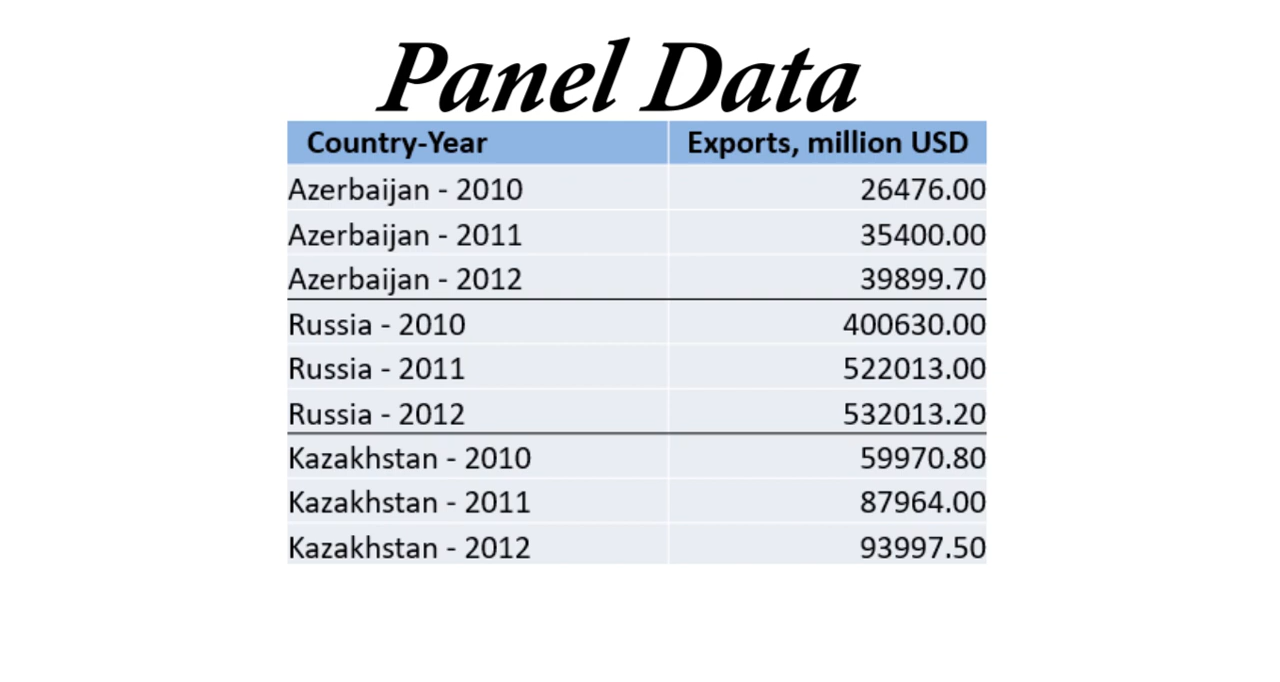 Panel Data
Country-Year Exports, million USD
Azerbaijan - 2010 26476.00
Azerbaijan - 2011 35400.00
Azerbaijan - 2012 39899.70
Russia - 2010 400630.00
Russia - 2011 522013.00
Russia - 2012 532013.20
Kazakhstan - 2010 59970.80
Kazakhstan - 2011 87964.00
Kazakhstan - 2012 93997.50